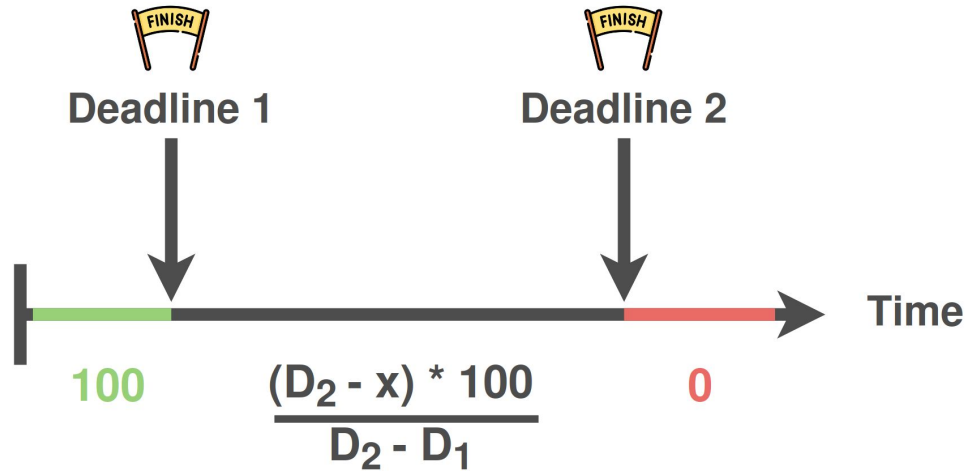 FINISH
FINISH
Deadline 1
Deadline 2
Time
100
(D₂ - x) * 100
D₂ - D₁
0